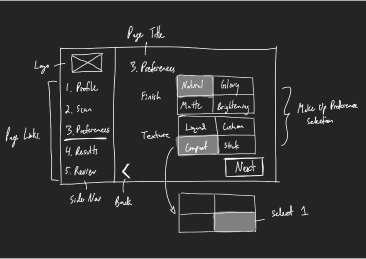 Page Title
Logo
3. Preferences
1. Profile
2. Scan
3. Preferences
4. Results
5. Review
Page Links
Side Nav
Back
Finish
Natural
Glowy
Matte
Brightening
Texture
Liquid
Cushion
Compact
Stick
Next
Make Up Preference
Selection
select 1